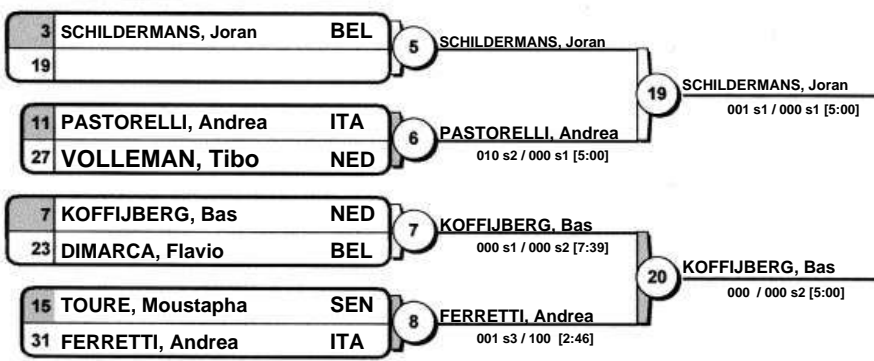 3 SCHILDERMANS, Joran BEL
19
5 SCHILDERMANS, Joran
11 PASTORELLI, Andrea ITA
27 VOLLEMAN, Tibo NED
6 PASTORELLI, Andrea
010 s2 / 000 s1 [5:00]
19 SCHILDERMANS, Joran
001 s1 / 000 s1 [5:00]
7 KOFFIJBERG, Bas NED
23 DIMARCA, Flavio BEL
7 KOFFIJBERG, Bas
000 s1 / 000 s2 [7:39]
15 TOURE, Moustapha SEN
31 FERRETTI, Andrea ITA
8 FERRETTI, Andrea
001 s3 / 100 [2:46]
20 KOFFIJBERG, Bas
000 / 000 s2 [5:00]